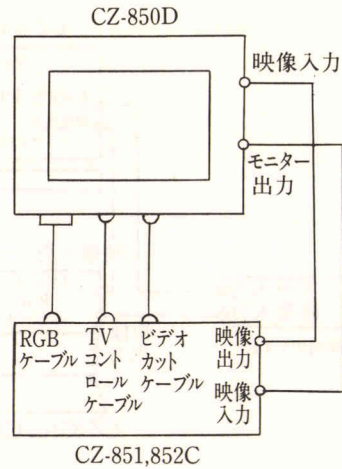 CZ-850D
映像入力
モニター
出力
RGB
ケーブル
TV
コント
ロール
ケーブル
ビデオ
カット
ケーブル
映像
出力
映像
入力
CZ-851,852C